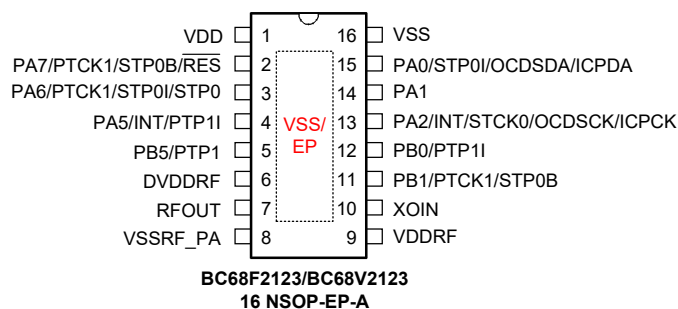 VDD 1 16 VSS
PA7/PTCK1/STP0B/RES 2 15 PA0/STP0I/OCDSDA/ICPDA
PA6/PTCK1/STP0I/STP0 3 14 PA1
PA5/INT/PTP1I 4 VSS/ 13 PA2/INT/STCK0/OCDSCK/ICPCK
PB5/PTP1 5 EP 12 PB0/PTP1I
DVDDRF 6 11 PB1/PTCK1/STP0B
RFOUT 7 10 XOIN
VSSRF_PA 8 9 VDDRF
BC68F2123/BC68V2123
16 NSOP-EP-A